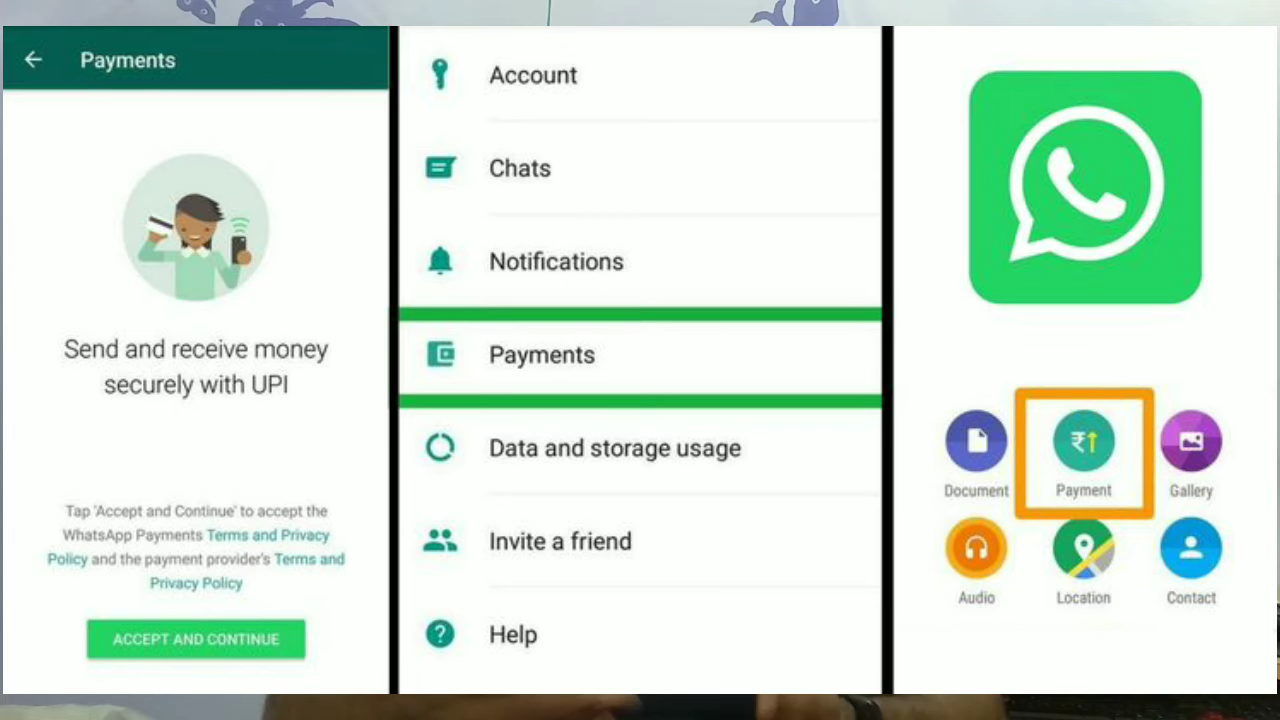 Payments
Send and receive money
securely with UPI
Tap 'Accept and Continue' to accept the
WhatsApp Payments Terms and Privacy
Policy and the payment provider's Terms and
Privacy Policy
ACCEPT AND CONTINUE
Account
Chats
Notifications
Payments
Data and storage usage
Invite a friend
Help
₹↑
Document
Payment
Gallery
Audio
Location
Contact